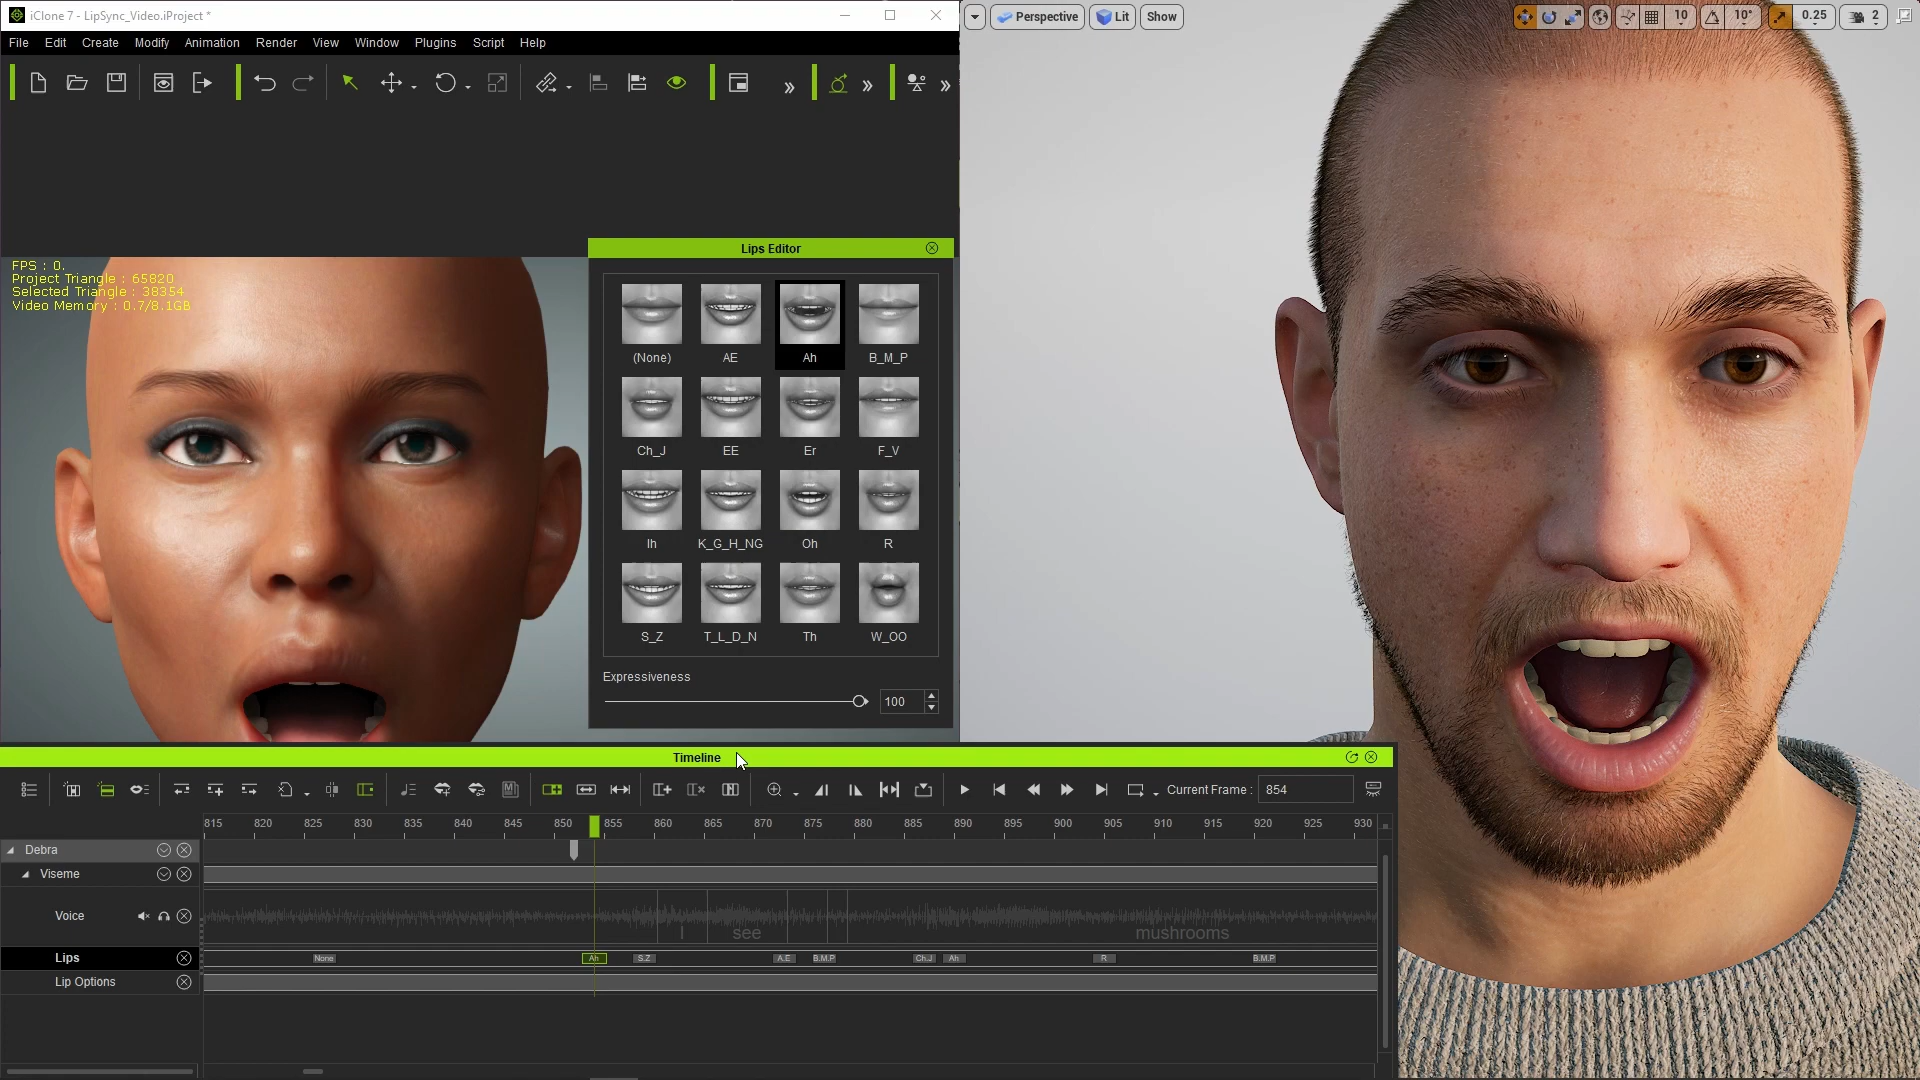 iClone 7 - LipSync_Video.iProject *
File Edit Create Modify Animation Render View Window Plugins Script Help
Perspective Lit Show 10 10° 0.25 2
FPS : 0.
Project Triangle : 65820
Selected Triangle : 38354
Video Memory : 0.7/8.1GB
Lips Editor
(None) AE Ah B_M_P
Ch_J EE Er F_V
Ih K_G_H_NG Oh R
S_Z T_L_D_N Th W_OO
Expressiveness
100
Timeline
Current Frame : 854
815 820 825 830 835 840 845 850 855 860 865 870 875 880 885 890 895 900 905 910 915 920 925 930
Debra
Viseme
Voice
I see mushrooms
Lips None Ah S.Z A.E B.M.P Ch.J Ah R B.M.P
Lip Options